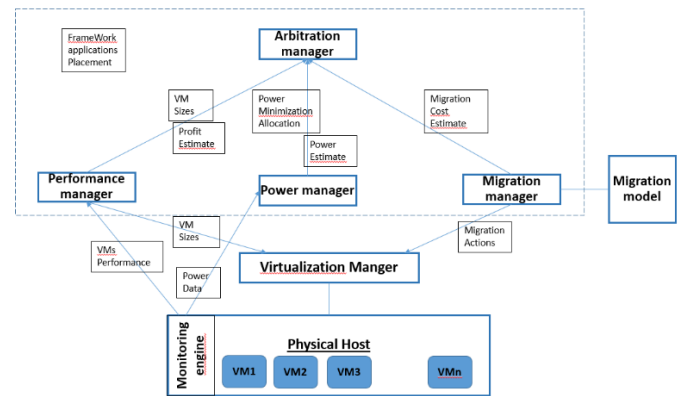 FrameWork
applications
Placement
Arbitration
manager
VM
Sizes
Profit
Estimate
Power
Minimization
Allocation
Power
Estimate
Migration
Cost
Estimate
Performance
manager
Power manager
Migration
manager
Migration
model
VM
Sizes
Migration
Actions
VMs
Performance
Power
Data
Virtualization Manger
Monitoring
engine
Physical Host
VM1
VM2
VM3
VMn